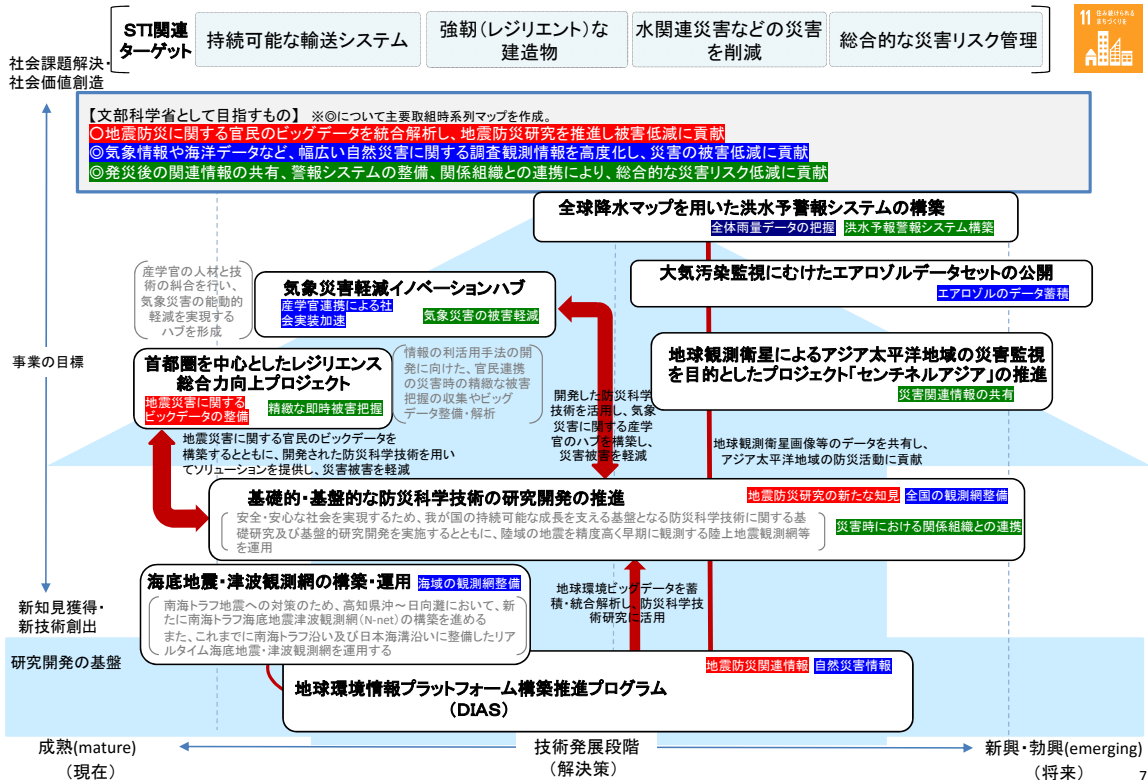 STI関連
ターゲット
持続可能な輸送システム
強靭(レジリエント)な
建造物
水関連災害などの災害
を削減
総合的な災害リスク管理
11 住み続けられる
まちづくりを
社会課題解決・
社会価値創造
【文部科学省として目指すもの】 ※◎について主要取組時系列マップを作成。
○地震防災に関する官民のビッグデータを統合解析し、地震防災研究を推進し被害低減に貢献
◎気象情報や海洋データなど、幅広い自然災害に関する調査観測情報を高度化し、災害の被害低減に貢献
◎発災後の関連情報の共有、警報システムの整備、関係組織との連携により、総合的な災害リスク低減に貢献
全球降水マップを用いた洪水予警報システムの構築
全体雨量データの把握 洪水予報警報システム構築
産学官の人材と技
術の糾合を行い、
気象災害の能動的
軽減を実現する
ハブを形成
気象災害軽減イノベーションハブ
産学官連携による社
会実装加速
気象災害の被害軽減
大気汚染監視にむけたエアロゾルデータセットの公開
エアロゾルのデータ蓄積
事業の目標
首都圏を中心としたレジリエンス
総合力向上プロジェクト
地震災害に関する
ビックデータの整備
精緻な即時被害把握
情報の利活用手法の開
発に向けた、官民連携
の災害時の精緻な被害
把握の収集やビッグ
データ整備・解析
地球観測衛星によるアジア太平洋地域の災害監視
を目的としたプロジェクト「センチネルアジア」の推進
災害関連情報の共有
開発した防災科学
技術を活用し、気象
災害に関する産学
官のハブを構築し、
災害被害を軽減
地震災害に関する官民のビックデータを
構築するとともに、開発された防災科学技術を用い
てソリューションを提供し、災害被害を軽減
地球観測衛星画像等のデータを共有し、
アジア太平洋地域の防災活動に貢献
基礎的・基盤的な防災科学技術の研究開発の推進
地震防災研究の新たな知見 全国の観測網整備
安全・安心な社会を実現するため、我が国の持続可能な成長を支える基盤となる防災科学技術に関する基
礎研究及び基盤的研究開発を実施するとともに、陸域の地震を精度高く早期に観測する陸上地震観測網等
を運用
災害時における関係組織との連携
海底地震・津波観測網の構築・運用 海域の観測網整備
南海トラフ地震への対策のため、高知県沖～日向灘において、新
たに南海トラフ海底地震津波観測網(N-net)の構築を進める
また、これまでに南海トラフ沿い及び日本海溝沿いに整備したリア
ルタイム海底地震・津波観測網を運用する
地球環境ビッグデータを蓄
積・統合解析し、防災科学技
術研究に活用
新知見獲得・
新技術創出
研究開発の基盤
地震防災関連情報 自然災害情報
地球環境情報プラットフォーム構築推進プログラム
(DIAS)
成熟(mature)
(現在)
技術発展段階
(解決策)
新興・勃興(emerging)
(将来)
7